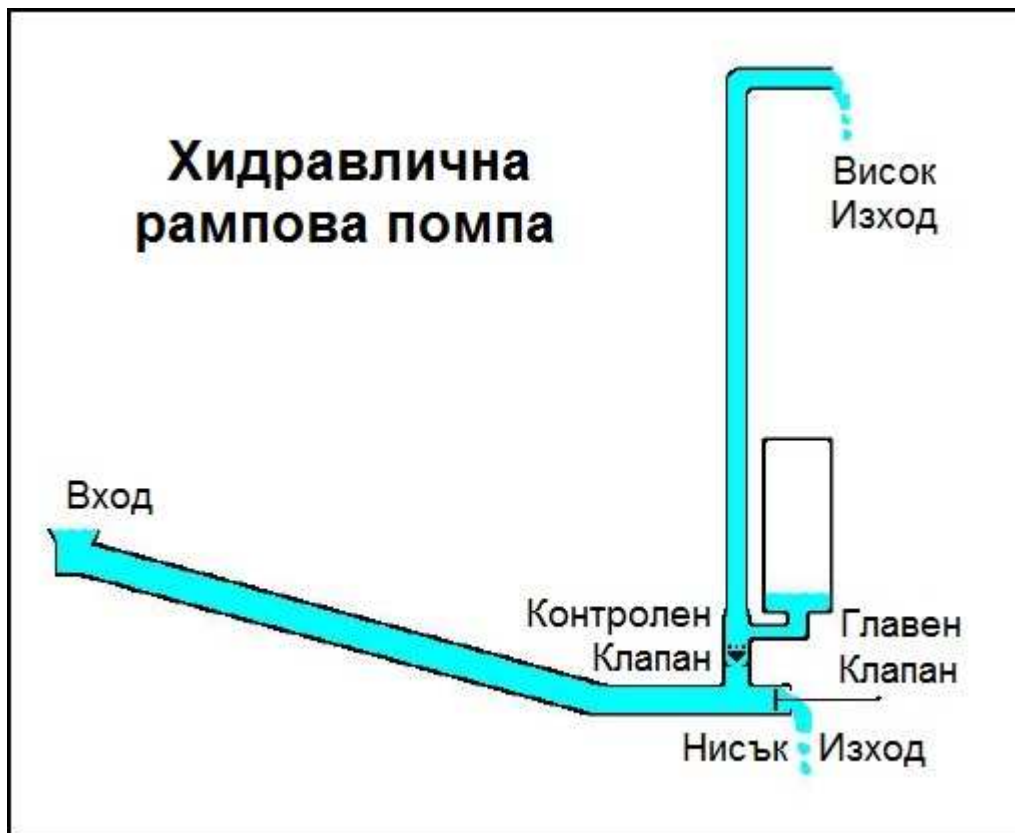 Хидравлична
рампова помпа
Висок
Изход
Вход
Контролен
Клапан
Главен
Клапан
Нисък Изход